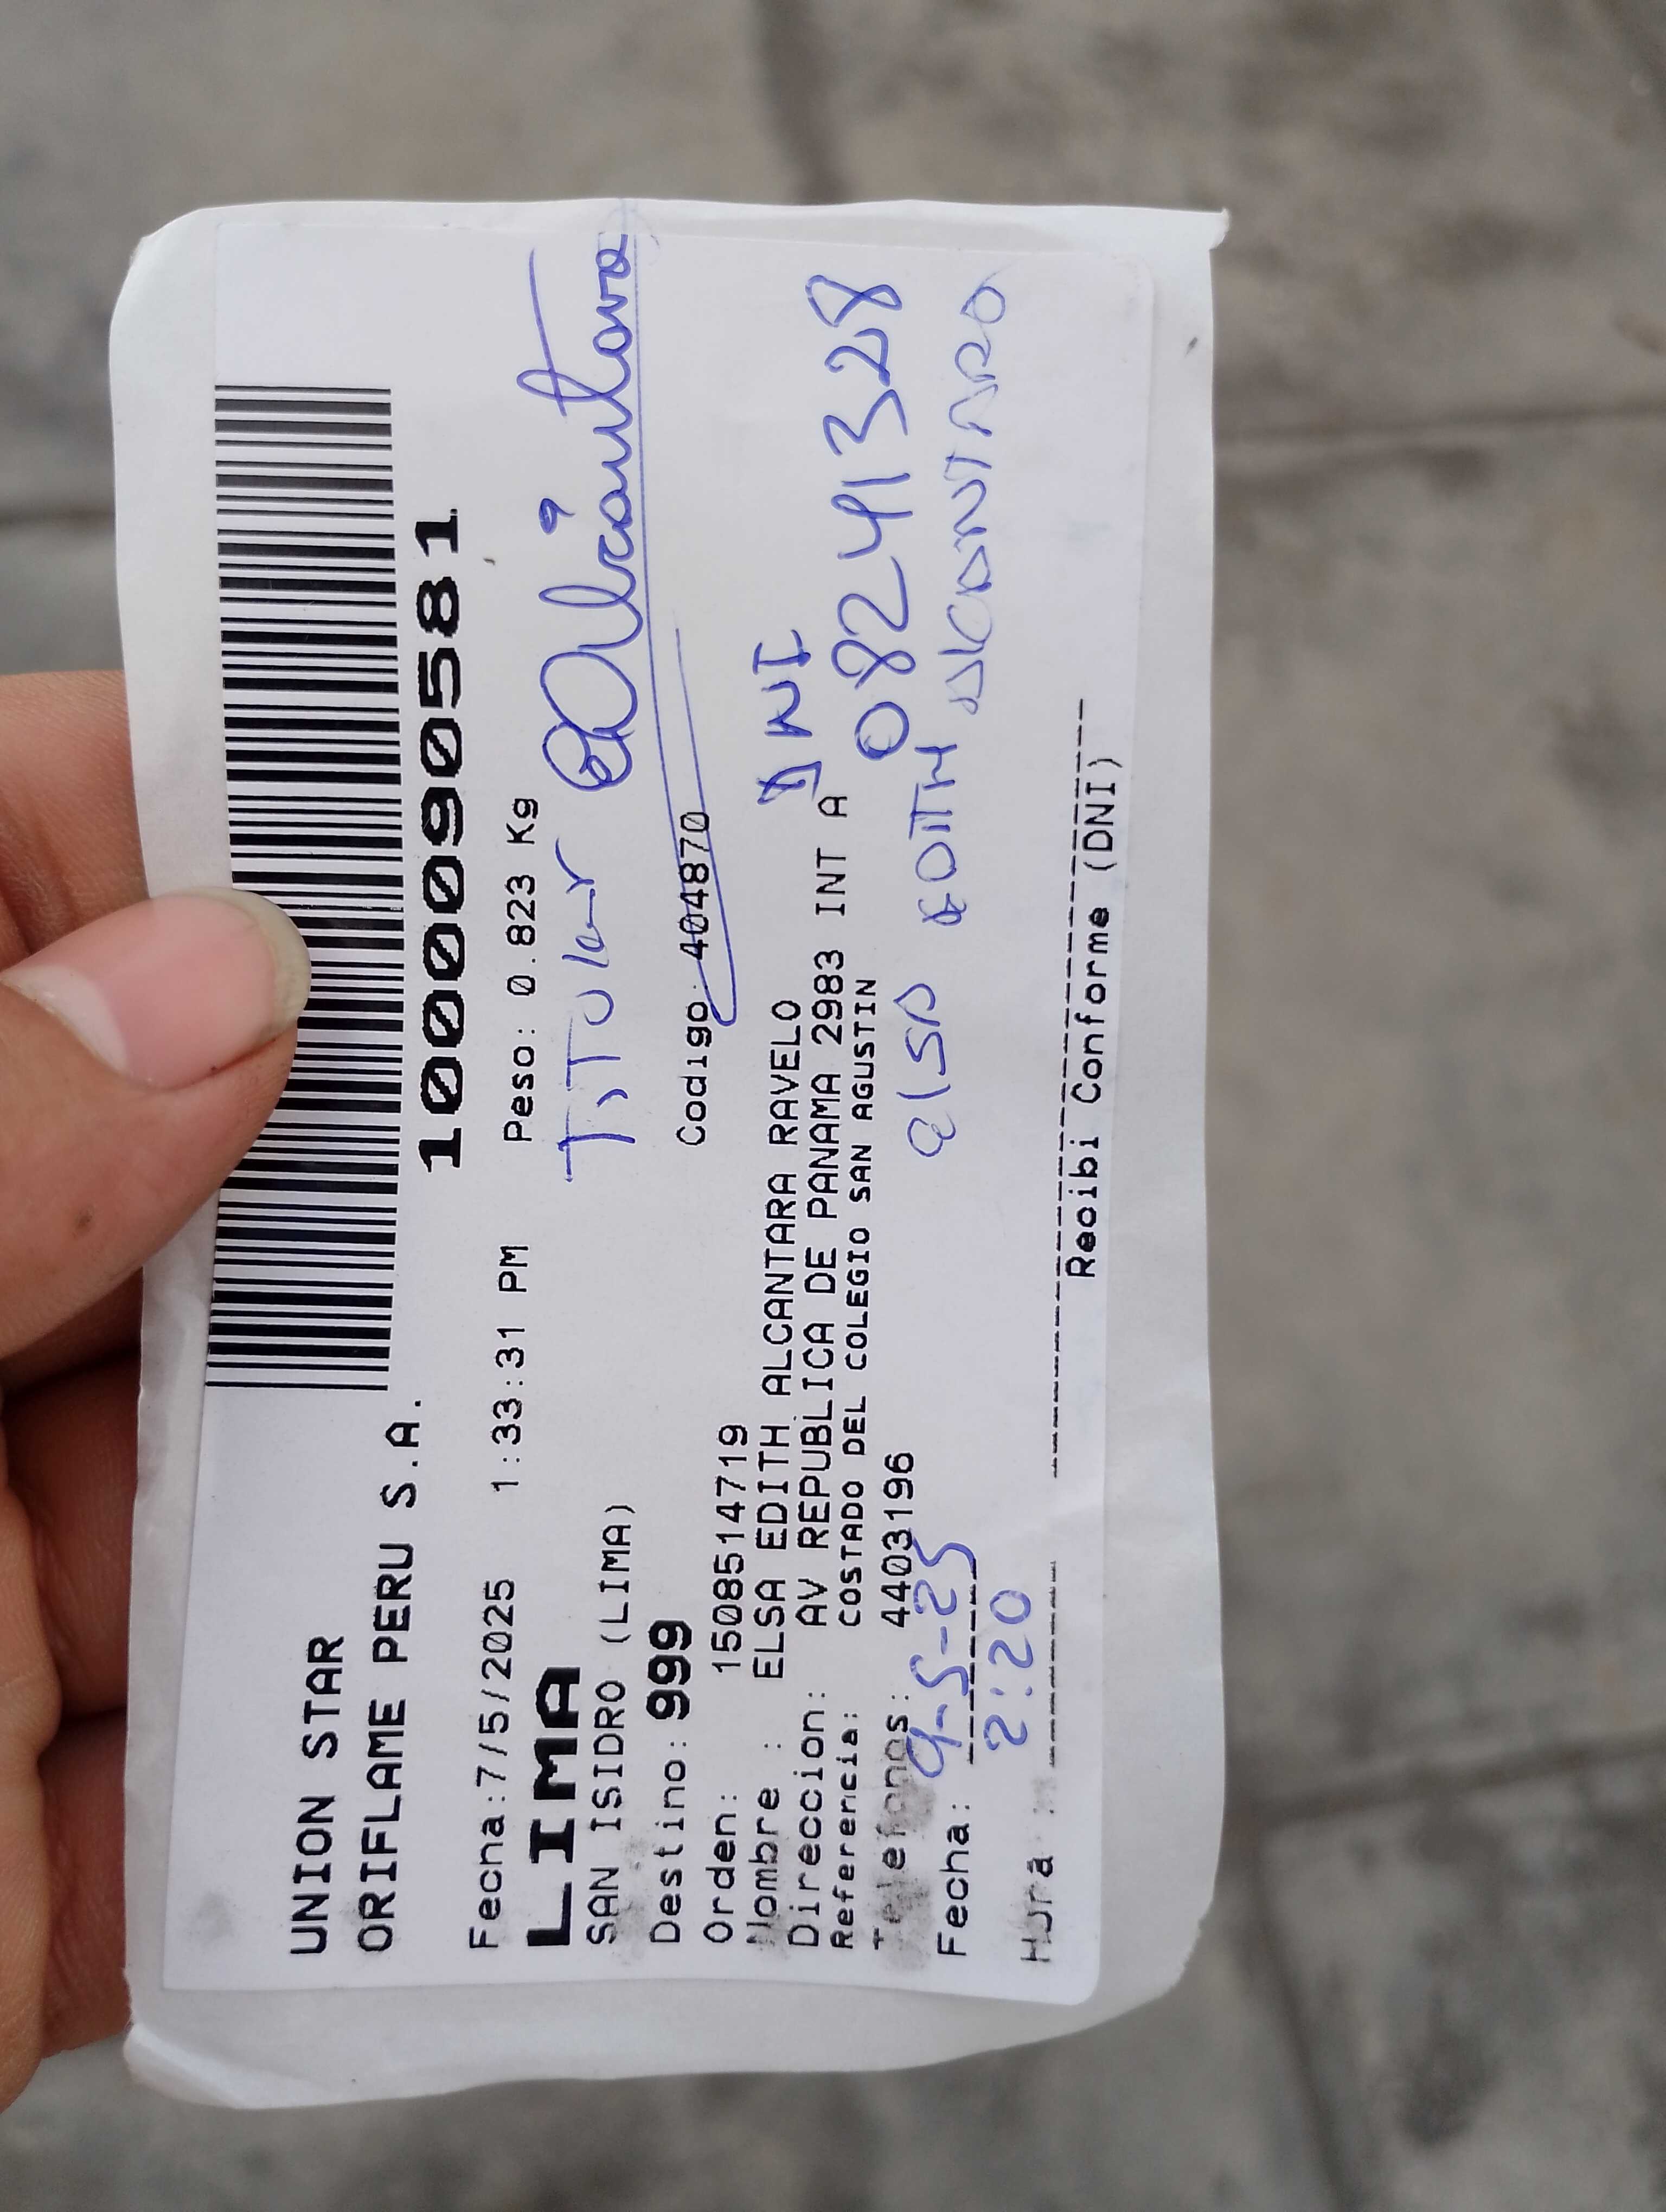 UNION STAR
ORIFLAME PERU S.A.
10009090581
Fecha:7/5/2025 1:33:31 PM Peso: 0.823 Kg
LIMA
SAN ISIDRO (LIMA)
Titular EAlcántara
Destino: 999 Codigo: 404870
Orden: 1508514719
Nombre : ELSA EDITH ALCANTARA RAVELO
DNI
Direccion: AV REPUBLICA DE PANAMA 2983 INT A
08241328
Referencia: COSTADO DEL COLEGIO SAN AGUSTIN
Telefonos: 4403196
elsa EDITH Alcantara
Fecha: 9-5-25
Hora : 2:20
Recibi Conforme (DNI)